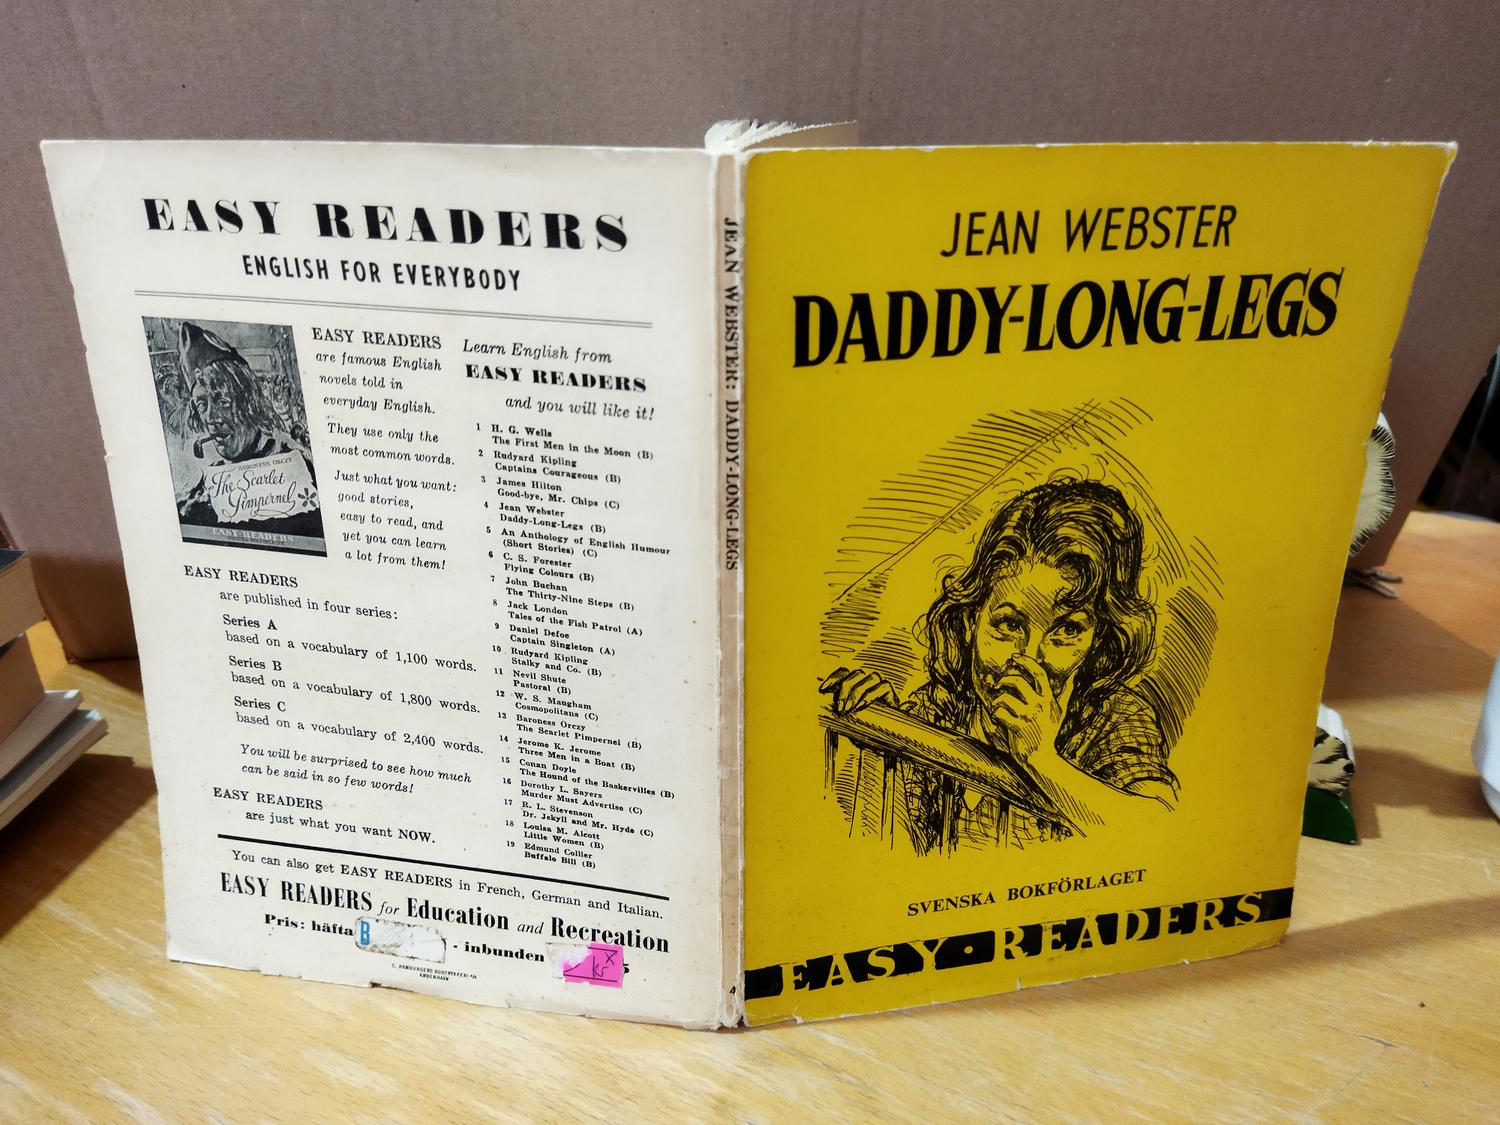 EASY READERS
ENGLISH FOR EVERYBODY
BARONESS ORCZY
The Scarlet
Pimpernel
EASY READERS
EASY READERS
are famous English
novels told in
everyday English.
They use only the
most common words.
Just what you want:
good stories,
easy to read, and
yet you can learn
a lot from them!
EASY READERS
are published in four series:
Series A
based on a vocabulary of 1,100 words.
Series B
based on a vocabulary of 1,800 words.
Series C
based on a vocabulary of 2,400 words.
You will be surprised to see how much
can be said in so few words!
EASY READERS
are just what you want NOW.
Learn English from
EASY READERS
and you will like it!
1 H. G. Wells
The First Men in the Moon (B)
2 Rudyard Kipling
Captains Courageous (B)
3 James Hilton
Good-bye, Mr. Chips (C)
4 Jean Webster
Daddy-Long-Legs (B)
5 An Anthology of English Humour
(Short Stories) (C)
6 C. S. Forester
Flying Colours (B)
7 John Buchan
The Thirty-Nine Steps (B)
8 Jack London
Tales of the Fish Patrol (A)
9 Daniel Defoe
Captain Singleton (A)
10 Rudyard Kipling
Stalky and Co. (B)
11 Nevil Shute
Pastoral (B)
12 W. S. Maugham
Cosmopolitans (C)
13 Baroness Orczy
The Scarlet Pimpernel (B)
14 Jerome K. Jerome
Three Men in a Boat (B)
15 Conan Doyle
The Hound of the Baskervilles (B)
16 Dorothy L. Sayers
Murder Must Advertise (C)
17 R. L. Stevenson
Dr. Jekyll and Mr. Hyde (C)
18 Louisa M. Alcott
Little Women (B)
19 Edmund Collier
Buffalo Bill (B)
You can also get EASY READERS in French, German and Italian.
EASY READERS for Education and Recreation
Pris: häfta B - inbunden
kr
C. HAMBURGERS BOGTRYKKERI A/S
KØBENHAVN
JEAN WEBSTER: DADDY-LONG-LEGS
4
JEAN WEBSTER
DADDY-LONG-LEGS
SVENSKA BOKFÖRLAGET
EASY · READERS